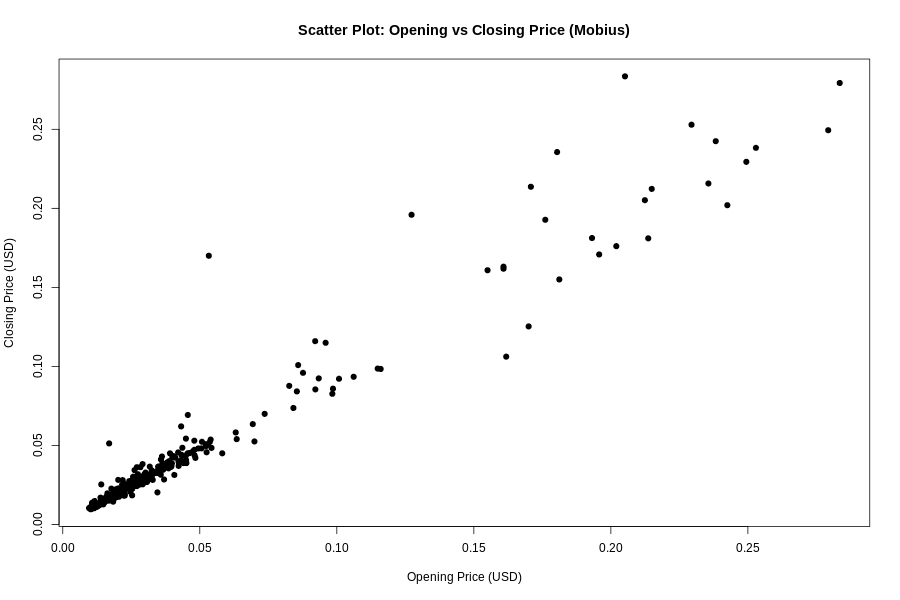 Scatter Plot: Opening vs Closing Price (Mobius)
Closing Price (USD)
0.25
0.20
0.15
0.10
0.05
0.00
0.00 0.05 0.10 0.15 0.20 0.25
Opening Price (USD)